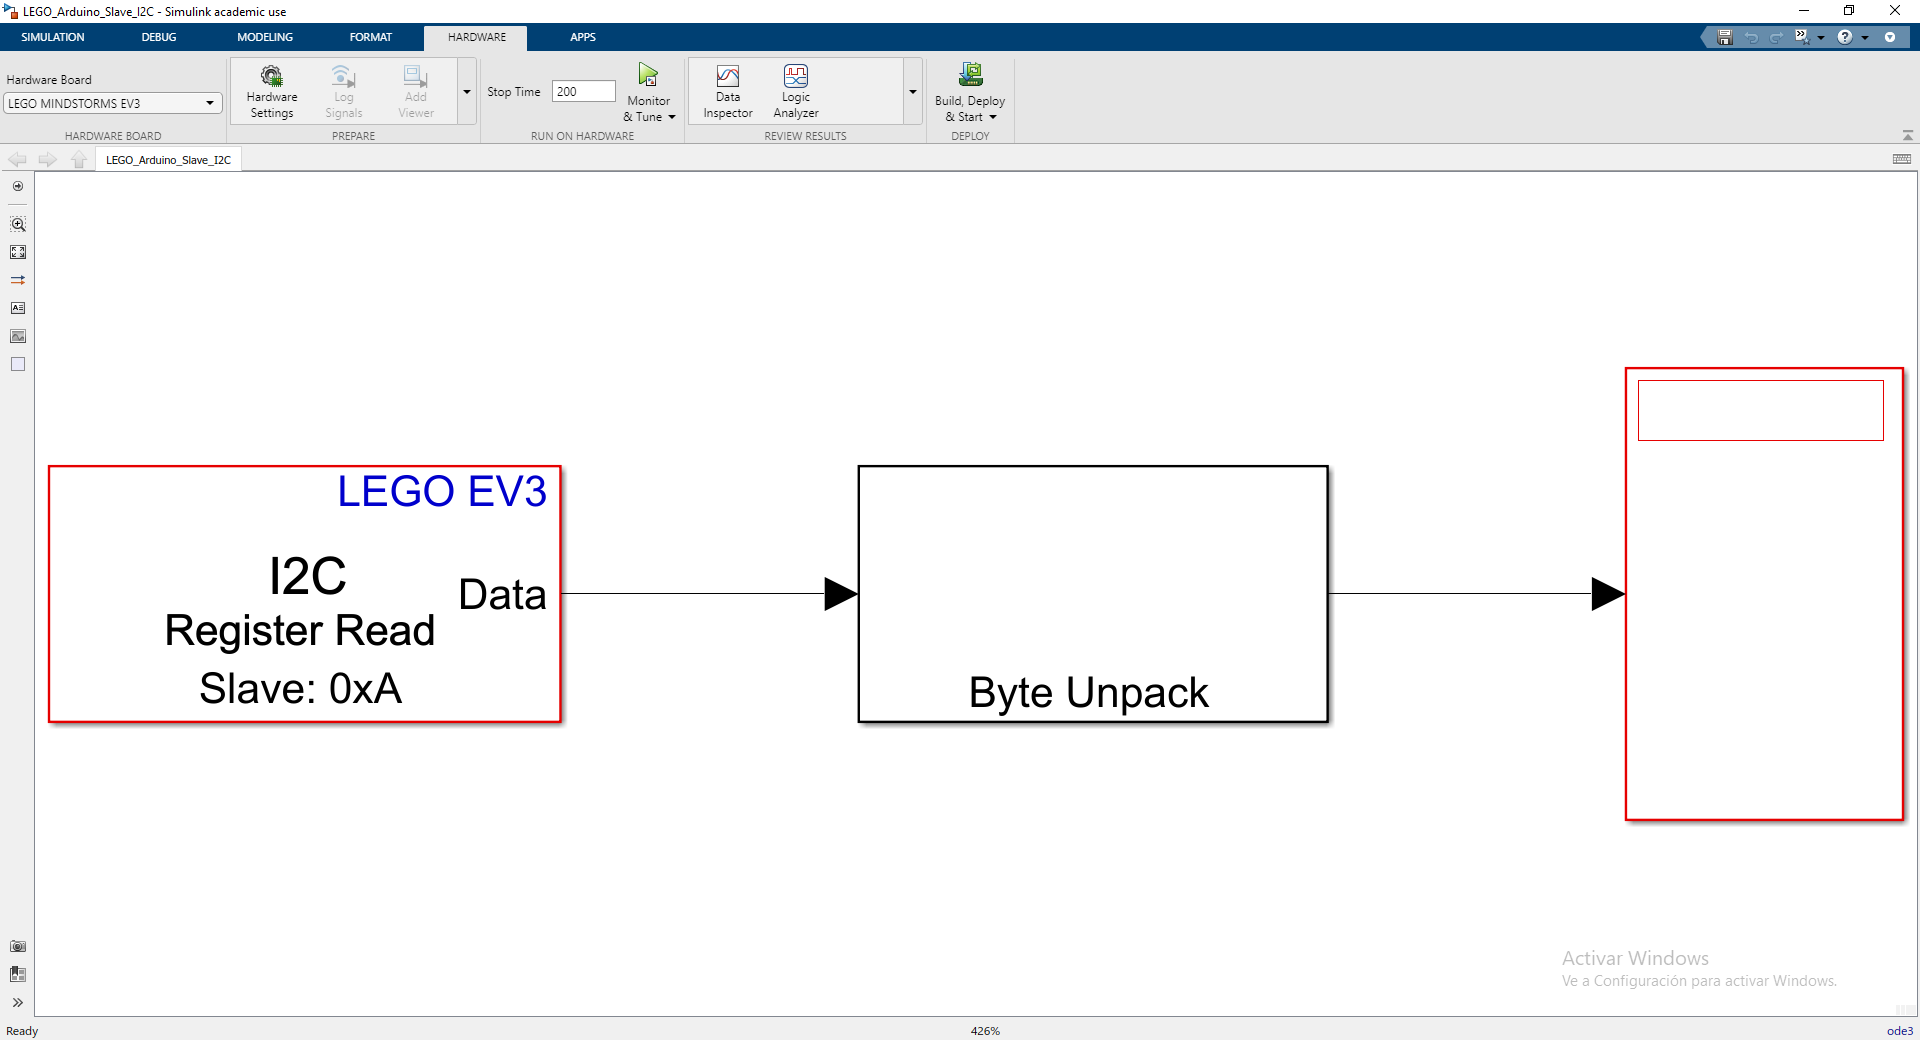 LEGO_Arduino_Slave_I2C - Simulink academic use
SIMULATION DEBUG MODELING FORMAT HARDWARE APPS
Hardware Board
LEGO MINDSTORMS EV3
HARDWARE BOARD
Hardware
Settings
Log
Signals
Add
Viewer
PREPARE
Stop Time 200
Monitor
& Tune
RUN ON HARDWARE
Data
Inspector
Logic
Analyzer
REVIEW RESULTS
Build, Deploy
& Start
DEPLOY
LEGO_Arduino_Slave_I2C
LEGO EV3
I2C
Register Read
Slave: 0xA
Data
Byte Unpack
Activar Windows
Ve a Configuración para activar Windows.
Ready 426% ode3